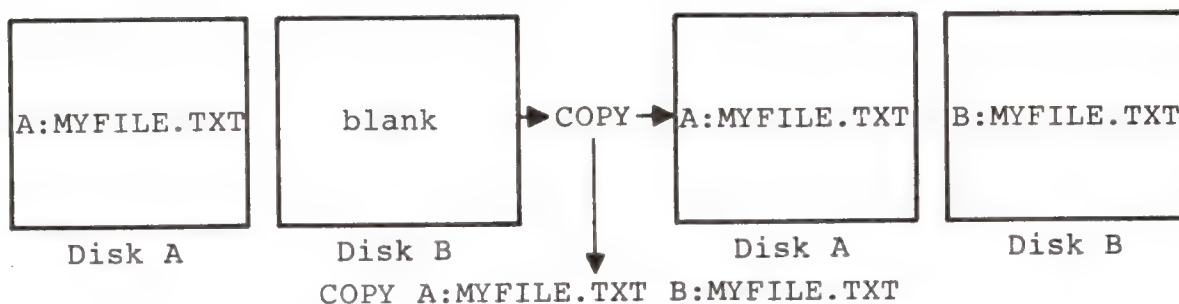 A:MYFILE.TXT blank COPY A:MYFILE.TXT B:MYFILE.TXT
Disk A Disk B Disk A Disk B
COPY A:MYFILE.TXT B:MYFILE.TXT